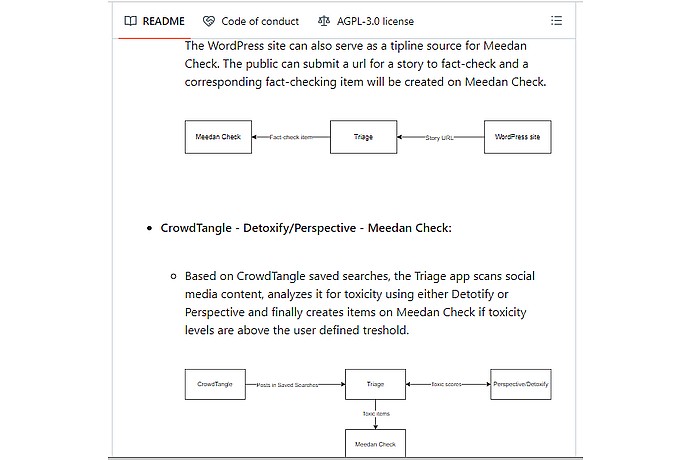 README
Code of conduct
AGPL-3.0 license
The WordPress site can also serve as a tipline source for Meedan
Check. The public can submit a url for a story to fact-check and a
corresponding fact-checking item will be created on Meedan Check.
Meedan Check
Fact-check item
Triage
Story URL
WordPress site
CrowdTangle - Detoxify/Perspective - Meedan Check:
Based on CrowdTangle saved searches, the Triage app scans social
media content, analyzes it for toxicity using either Detotify or
Perspective and finally creates items on Meedan Check if toxicity
levels are above the user defined treshold.
CrowdTangle
Posts in Saved Searches
Triage
Toxic scores
Perspective/Detoxify
Toxic items
Meedan Check